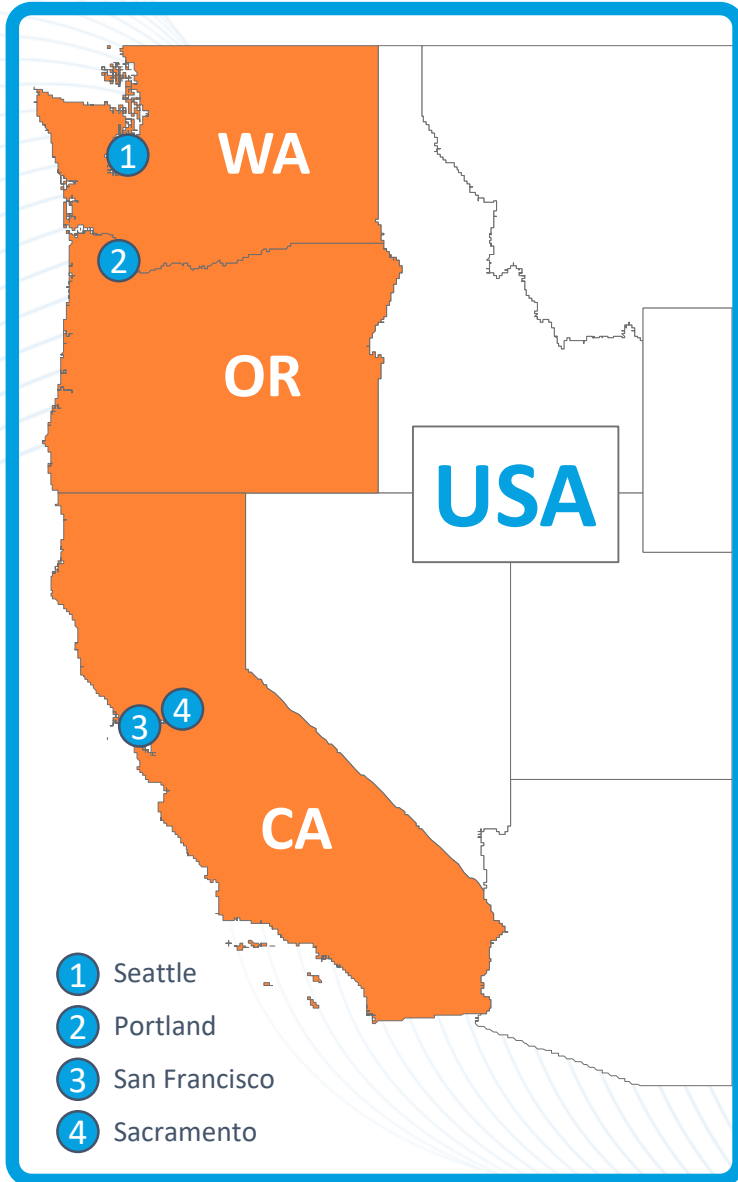 1
WA
2
OR
USA
4
3
CA
1 Seattle
2 Portland
3 San Francisco
4 Sacramento